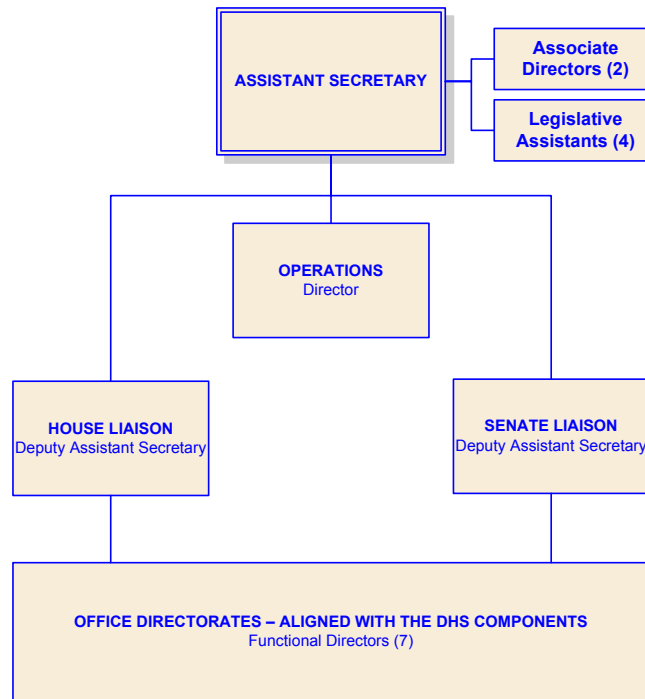 ASSISTANT SECRETARY
Associate
Directors (2)
Legislative
Assistants (4)
OPERATIONS
Director
HOUSE LIAISON
Deputy Assistant Secretary
SENATE LIAISON
Deputy Assistant Secretary
OFFICE DIRECTORATES – ALIGNED WITH THE DHS COMPONENTS
Functional Directors (7)